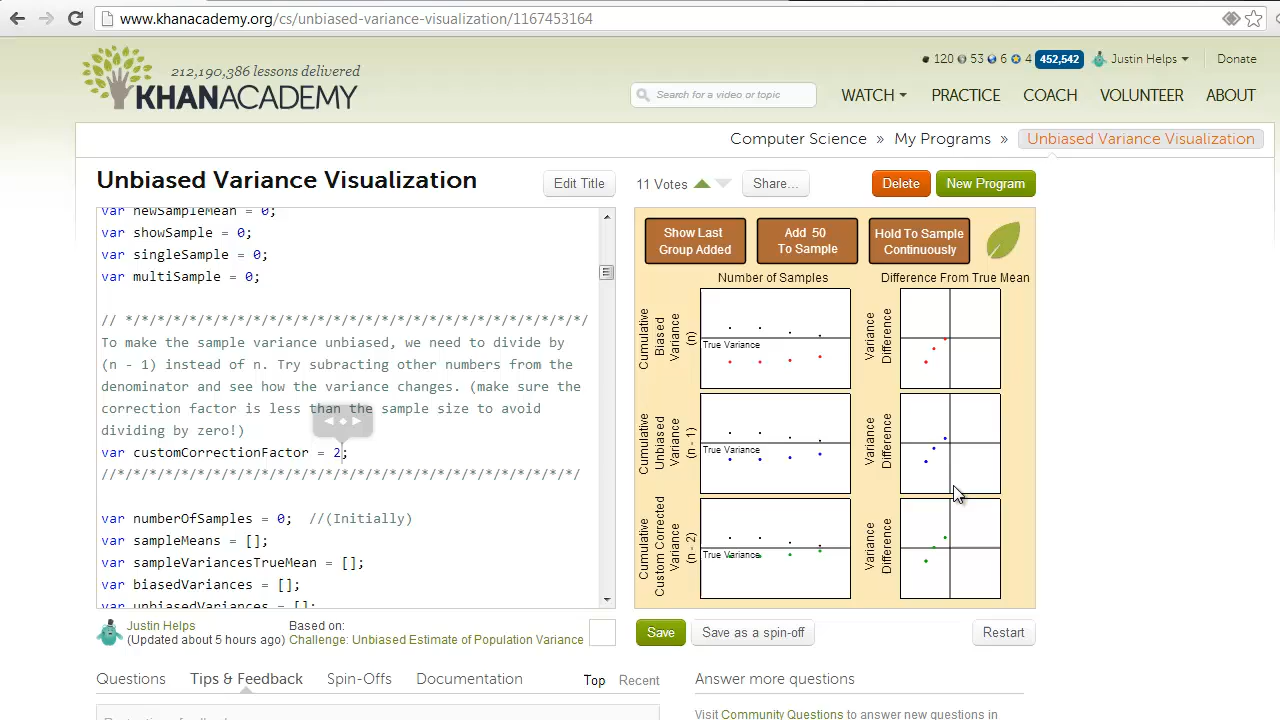 www.khanacademy.org/cs/unbiased-variance-visualization/1167453164
212,190,386 lessons delivered
KHANACADEMY
120 53 6 4 452,542 Justin Helps Donate
Search for a video or topic
WATCH PRACTICE COACH VOLUNTEER ABOUT
Computer Science » My Programs » Unbiased Variance Visualization
Unbiased Variance Visualization
Edit Title
11 Votes
Share...
Delete
New Program
var newSampleMean = 0;
var showSample = 0;
var singleSample = 0;
var multiSample = 0;
// */*/*/*/*/*/*/*/*/*/*/*/*/*/*/*/*/*/*/*/*/*/*/*/*/*/*/*/*/
To make the sample variance unbiased, we need to divide by
(n - 1) instead of n. Try subracting other numbers from the
denominator and see how the variance changes. (make sure the
correction factor is less than the sample size to avoid
dividing by zero!)
var customCorrectionFactor = 2;
//*/*/*/*/*/*/*/*/*/*/*/*/*/*/*/*/*/*/*/*/*/*/*/*/*/*/*/*/*/
var numberOfSamples = 0;  //(Initially)
var sampleMeans = [];
var sampleVariancesTrueMean = [];
var biasedVariances = [];
var unbiasedVariances = [];
Show Last
Group Added
Add 50
To Sample
Hold To Sample
Continuously
Number of Samples
Difference From True Mean
Cumulative
Biased
Variance
(n)
True Variance
Variance
Difference
Cumulative
Unbiased
Variance
(n - 1)
True Variance
Variance
Difference
Cumulative
Custom Corrected
Variance
(n - 2)
True Variance
Variance
Difference
Justin Helps
(Updated about 5 hours ago)
Based on:
Challenge: Unbiased Estimate of Population Variance
Save
Save as a spin-off
Restart
Questions Tips & Feedback Spin-Offs Documentation
Top Recent
Answer more questions
Visit Community Questions to answer new questions in